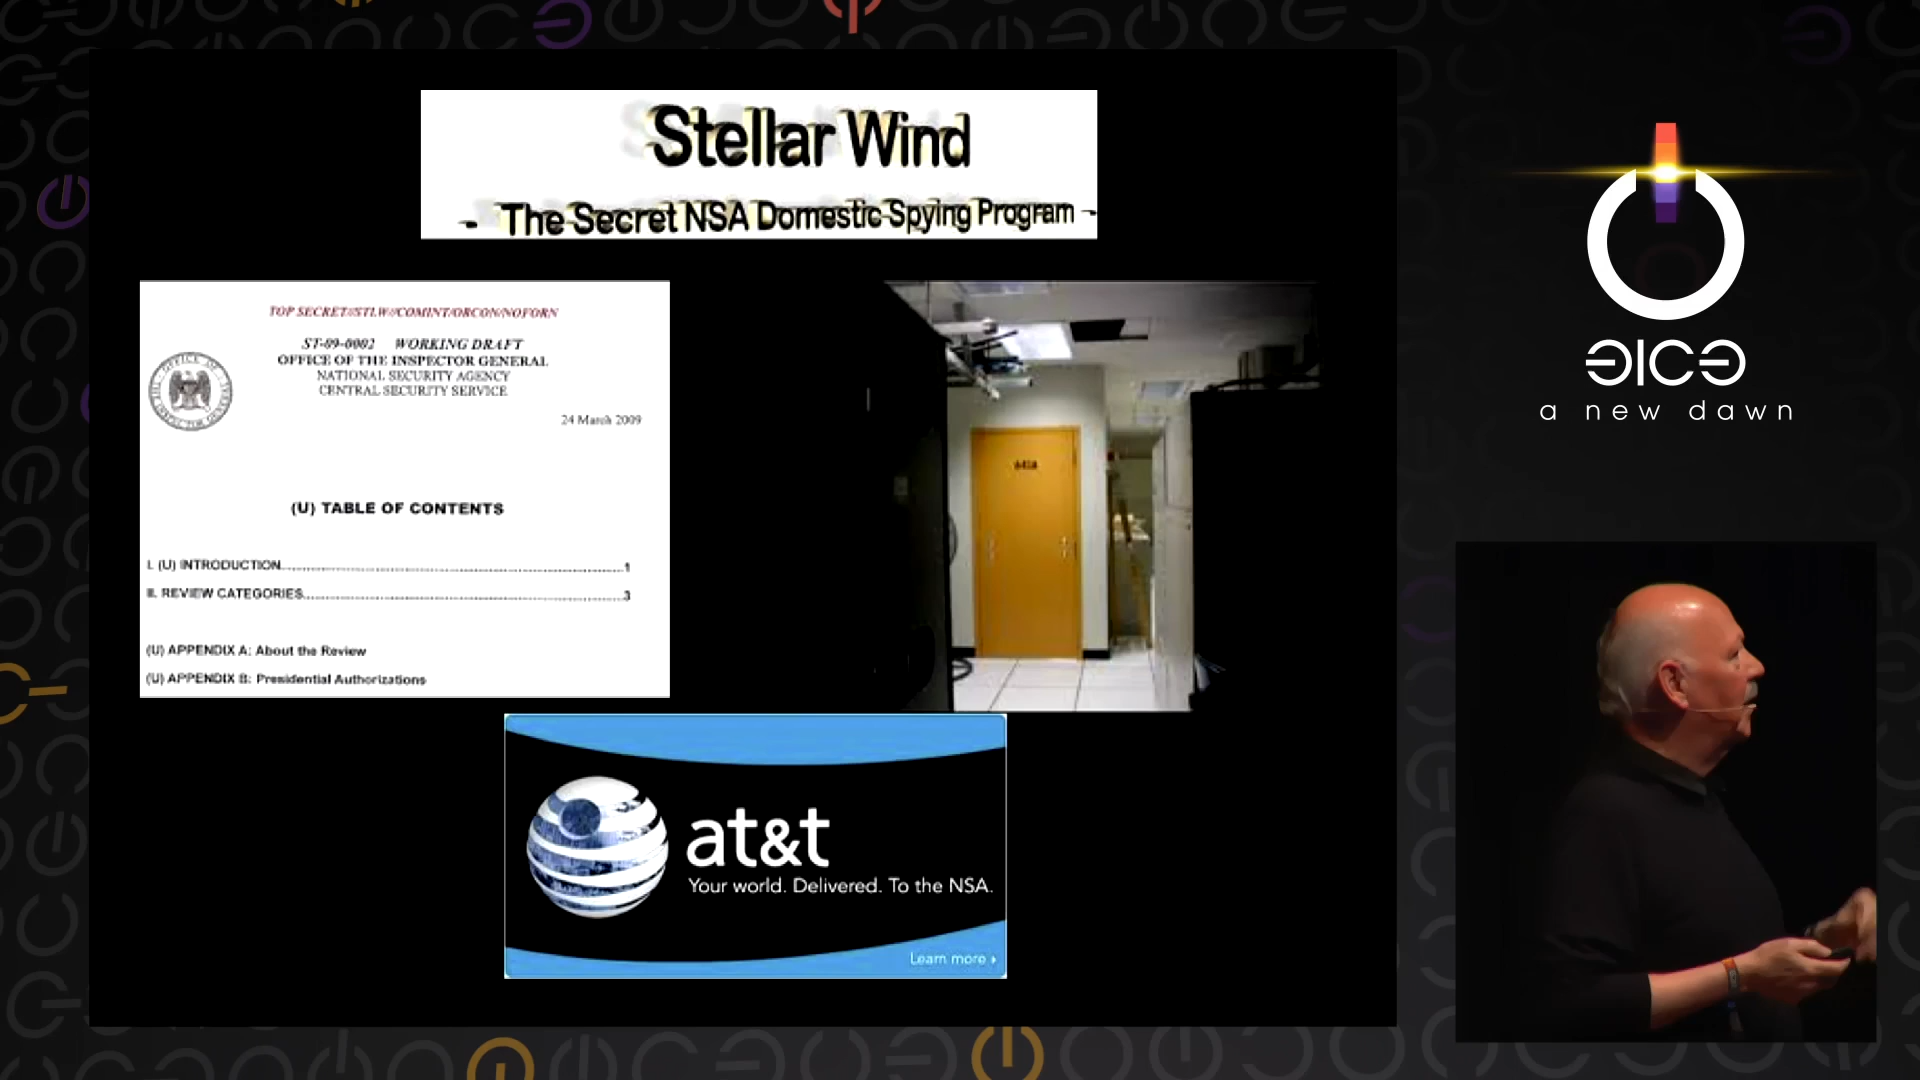 Stellar Wind
- The Secret NSA Domestic Spying Program -
TOP SECRET//STLW//COMINT/ORCON/NOFORN
ST-09-0002 WORKING DRAFT
OFFICE OF THE INSPECTOR GENERAL
NATIONAL SECURITY AGENCY
CENTRAL SECURITY SERVICE
24 March 2009
(U) TABLE OF CONTENTS
I. (U) INTRODUCTION 1
II. REVIEW CATEGORIES 3
(U) APPENDIX A: About the Review
(U) APPENDIX B: Presidential Authorizations
at&t
Your world. Delivered. To the NSA.
Learn more
a new dawn